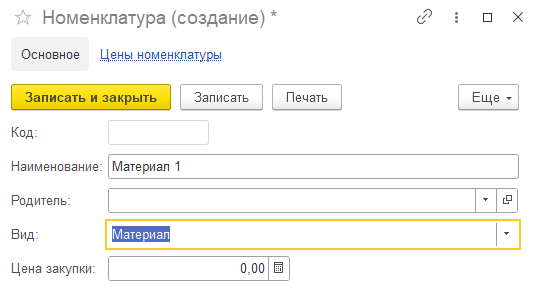 Номенклатура (создание) *
Основное Цены номенклатуры
Записать и закрыть Записать Печать Еще
Код:
Наименование: Материал 1
Родитель:
Вид: Материал
Цена закупки: 0,00